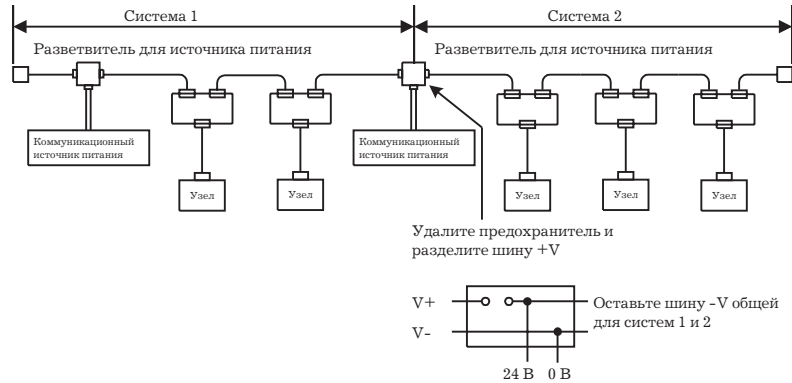 Система 1
Система 2
Разветвитель для источника питания
Разветвитель для источника питания
Коммуникационный
источник питания
Коммуникационный
источник питания
Узел
Узел
Узел
Узел
Узел
Удалите предохранитель и
разделите шину +V
V+
Оставьте шину -V общей
для систем 1 и 2
V-
24 В 0 В